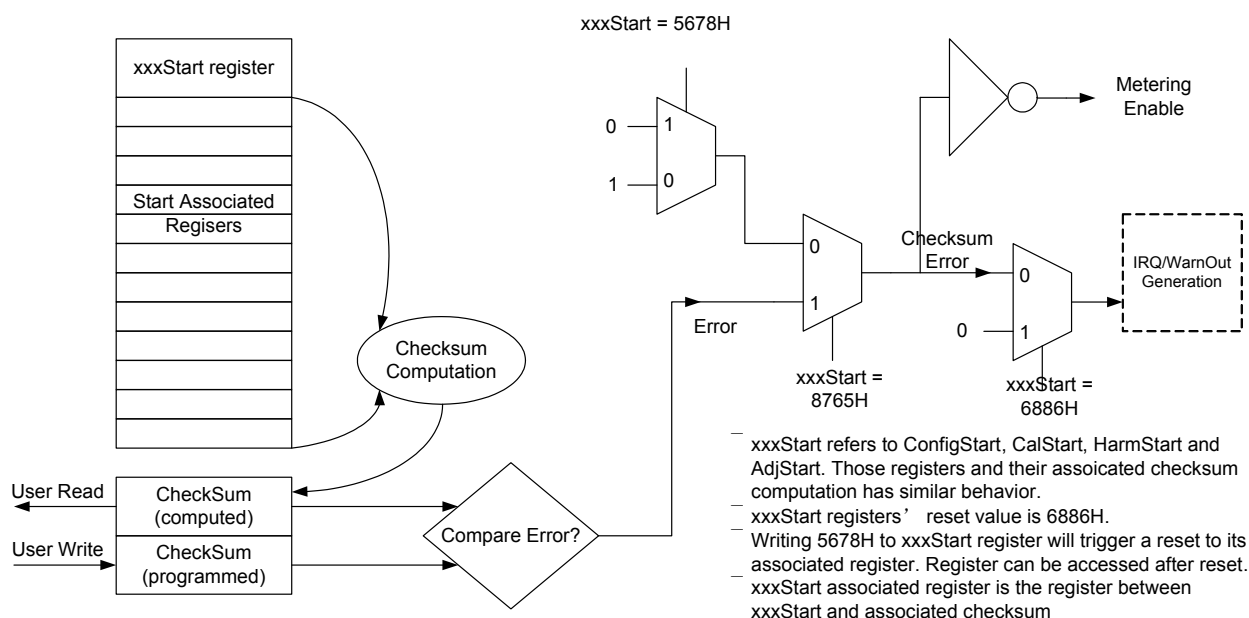 xxxStart = 5678H
xxxStart register
0
1
1
0
Metering
Enable
Start Associated
Regisers
0
1
Checksum
Error
0
0
1
IRQ/WarnOut
Generation
Error
Checksum
Computation
xxxStart =
8765H
xxxStart =
6886H
User Read
CheckSum
(computed)
User Write
CheckSum
(programmed)
Compare Error?
¯ xxxStart refers to ConfigStart, CalStart, HarmStart and
AdjStart. Those registers and their assoicated checksum
computation has similar behavior.
¯ xxxStart registers’ reset value is 6886H.
¯ Writing 5678H to xxxStart register will trigger a reset to its
associated register. Register can be accessed after reset.
¯ xxxStart associated register is the register between
xxxStart and associated checksum